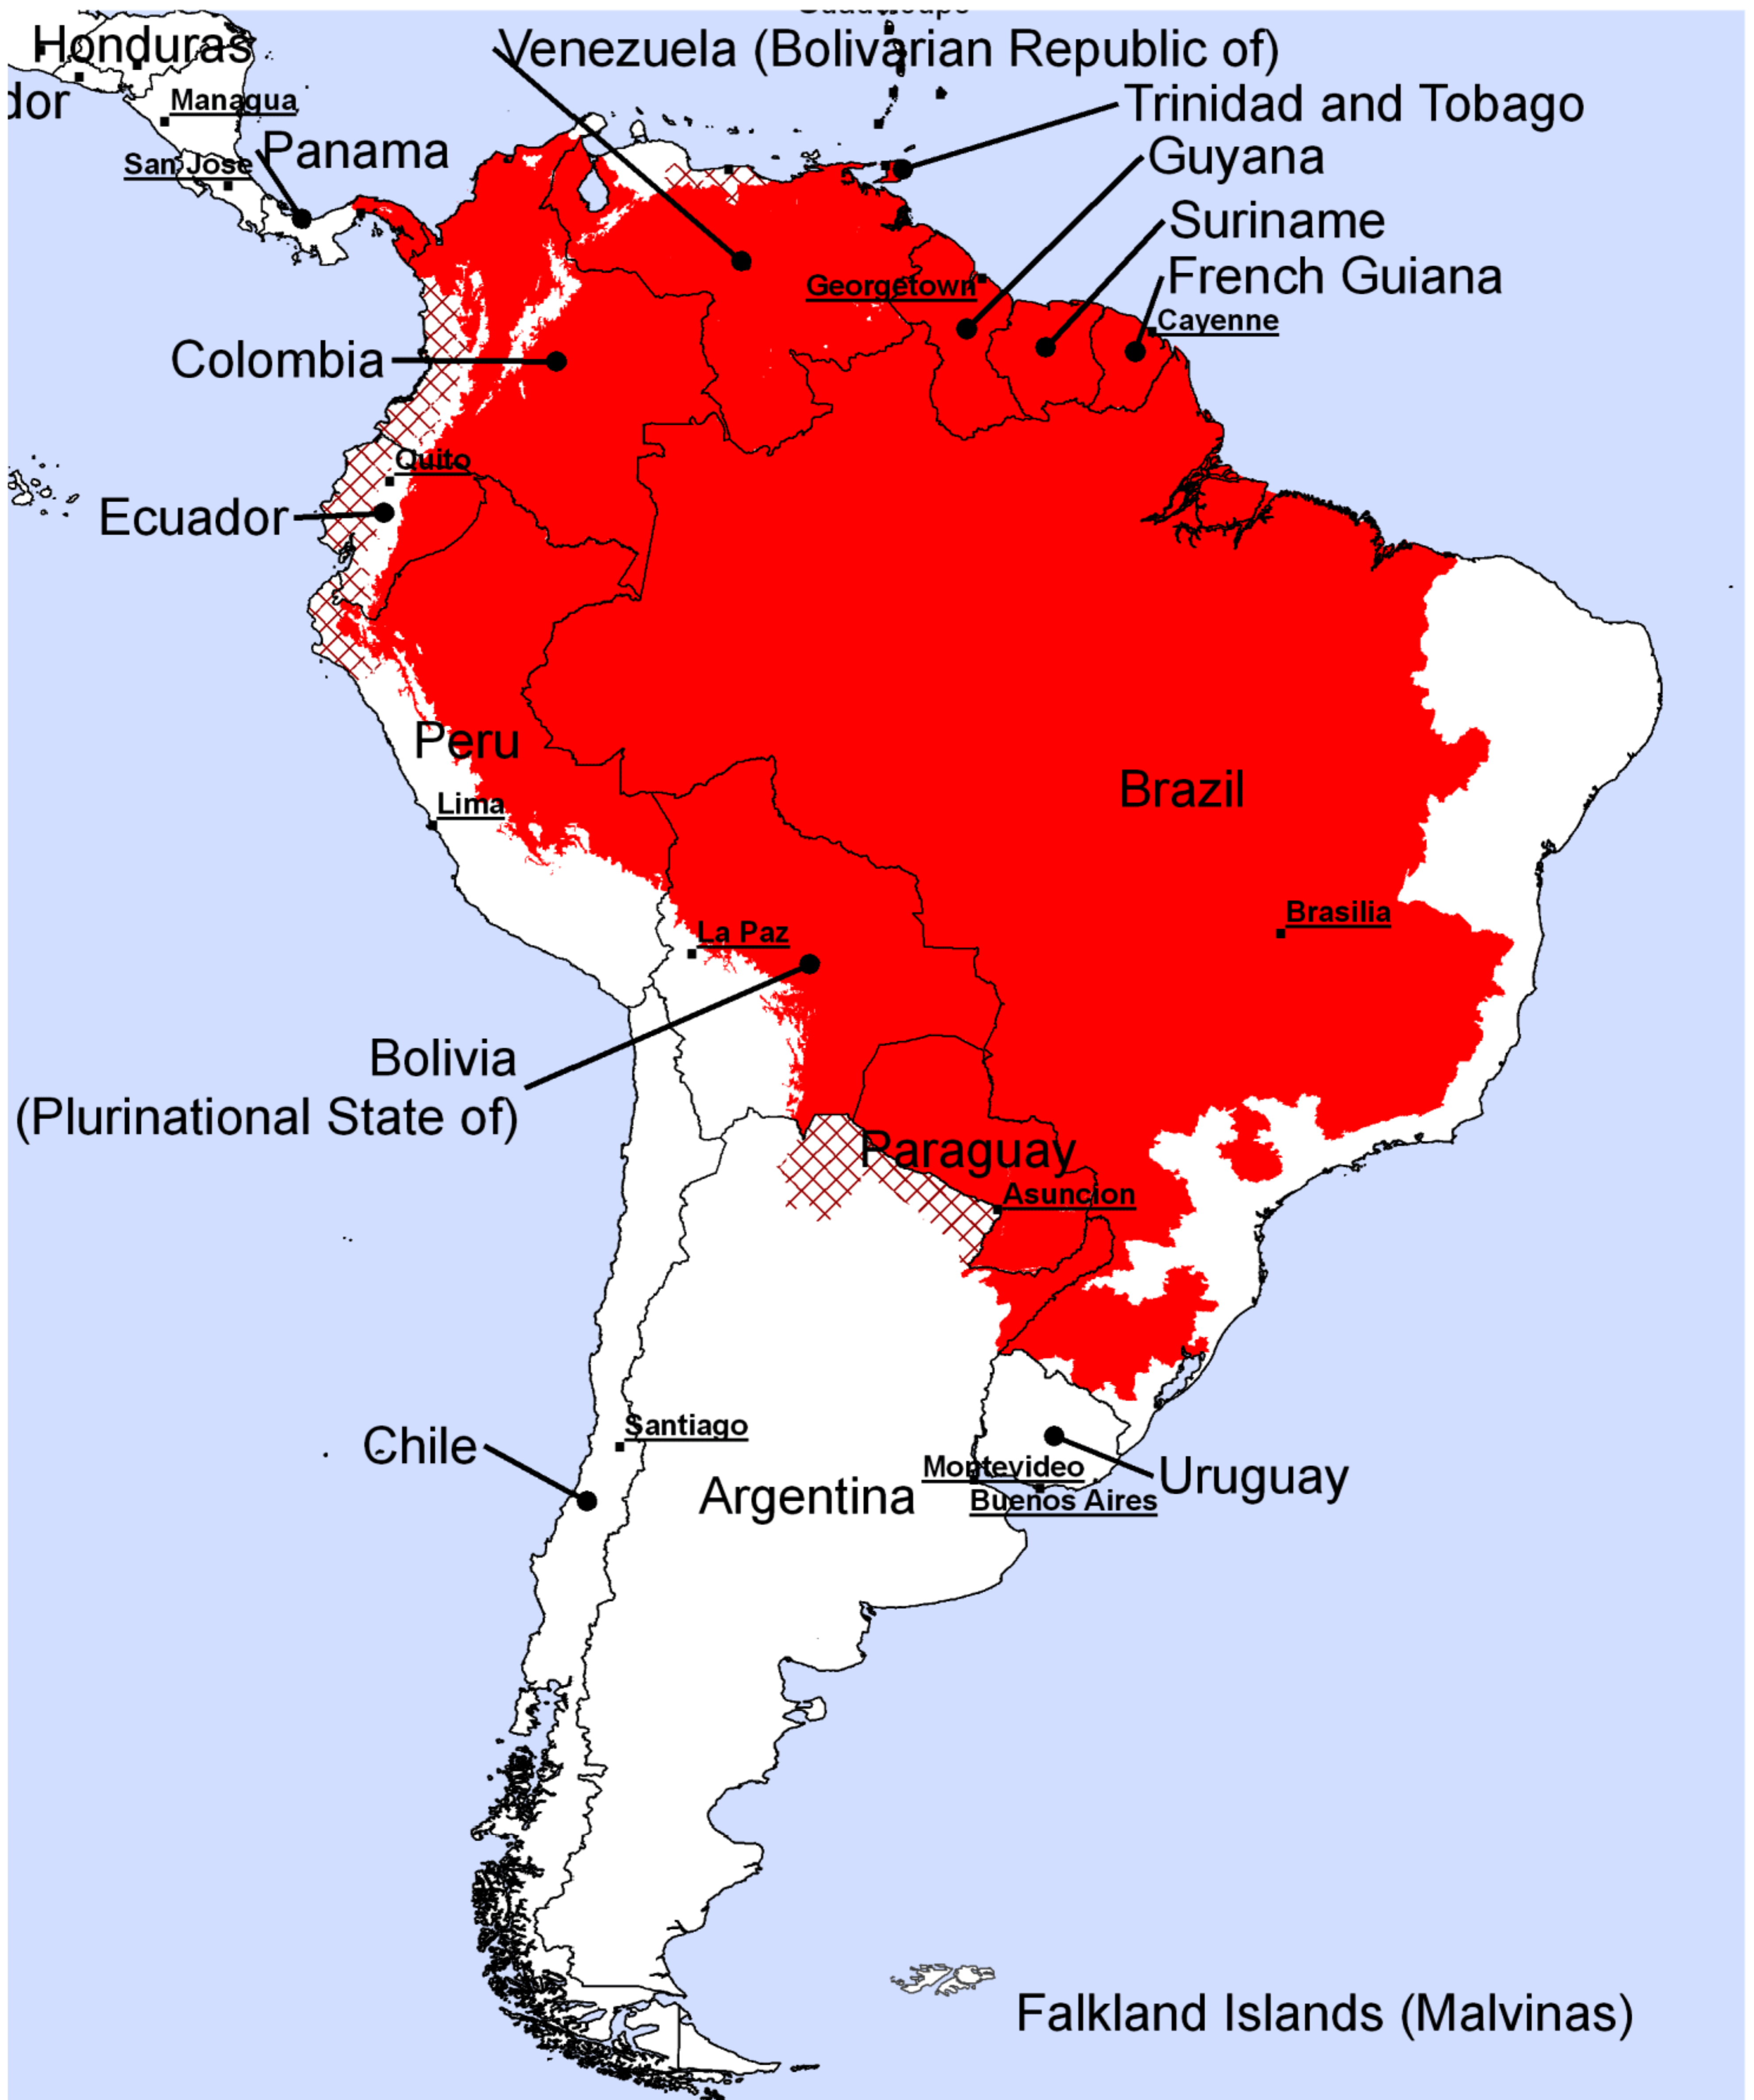 Honduras
Venezuela (Bolivarian Republic of)
dor
Managua
Trinidad and Tobago
San Jose
Panama
Guyana
Suriname
Georgetown
French Guiana
Cayenne
Colombia
Quito
Ecuador
Peru
Brazil
Lima
Brasilia
La Paz
Bolivia
(Plurinational State of)
Paraguay
Asuncion
Santiago
Chile
Montevideo
Uruguay
Argentina
Buenos Aires
Falkland Islands (Malvinas)